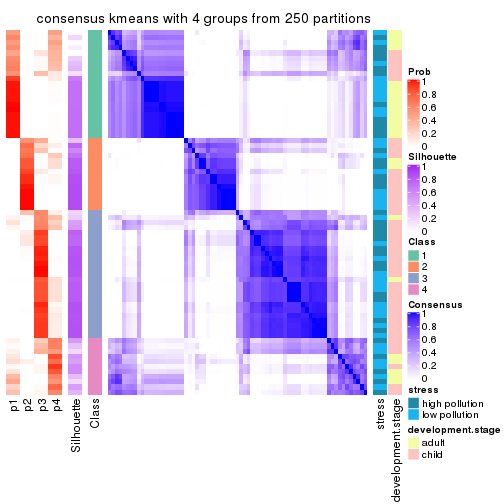 consensus kmeans with 4 groups from 250 partitions
Prob
1
0.8
0.6
0.4
0.2
0
Silhouette
1
0.8
0.6
0.4
0.2
0
Class
1
2
3
4
Consensus
1
0.8
0.6
0.4
0.2
0
stress
high pollution
low pollution
development.stage
adult
child
p1
p2
p3
p4
Silhouette
Class
stress
development.stage